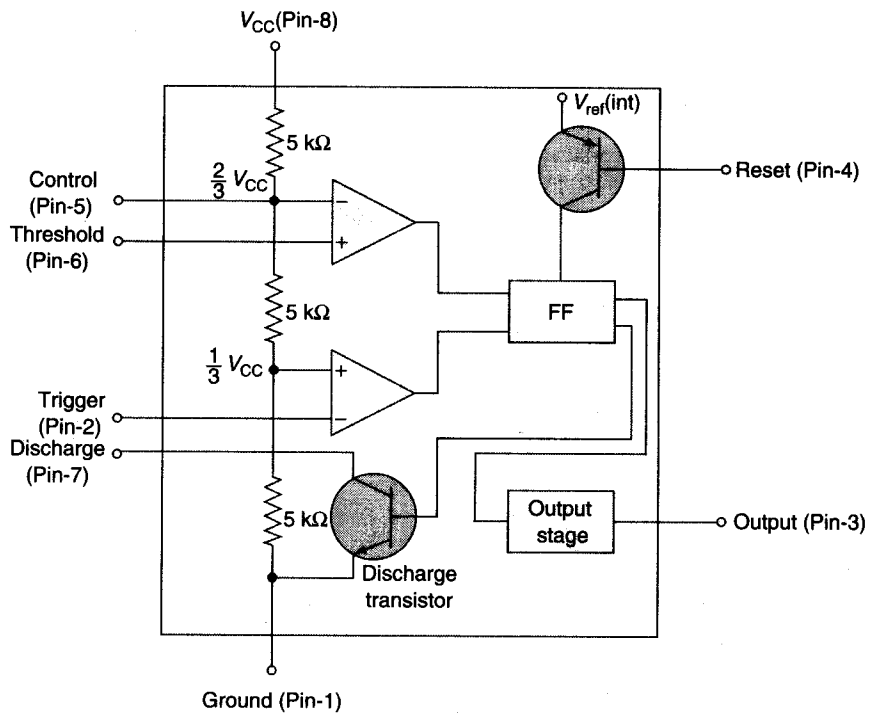 V_CC(Pin-8)
V_ref(int)
5 kΩ
Reset (Pin-4)
Control
(Pin-5)
2/3 V_CC
−
Threshold
(Pin-6)
+
5 kΩ
FF
1/3 V_CC
+
Trigger
(Pin-2)
−
Discharge
(Pin-7)
5 kΩ
Output
stage
Output (Pin-3)
Discharge
transistor
Ground (Pin-1)